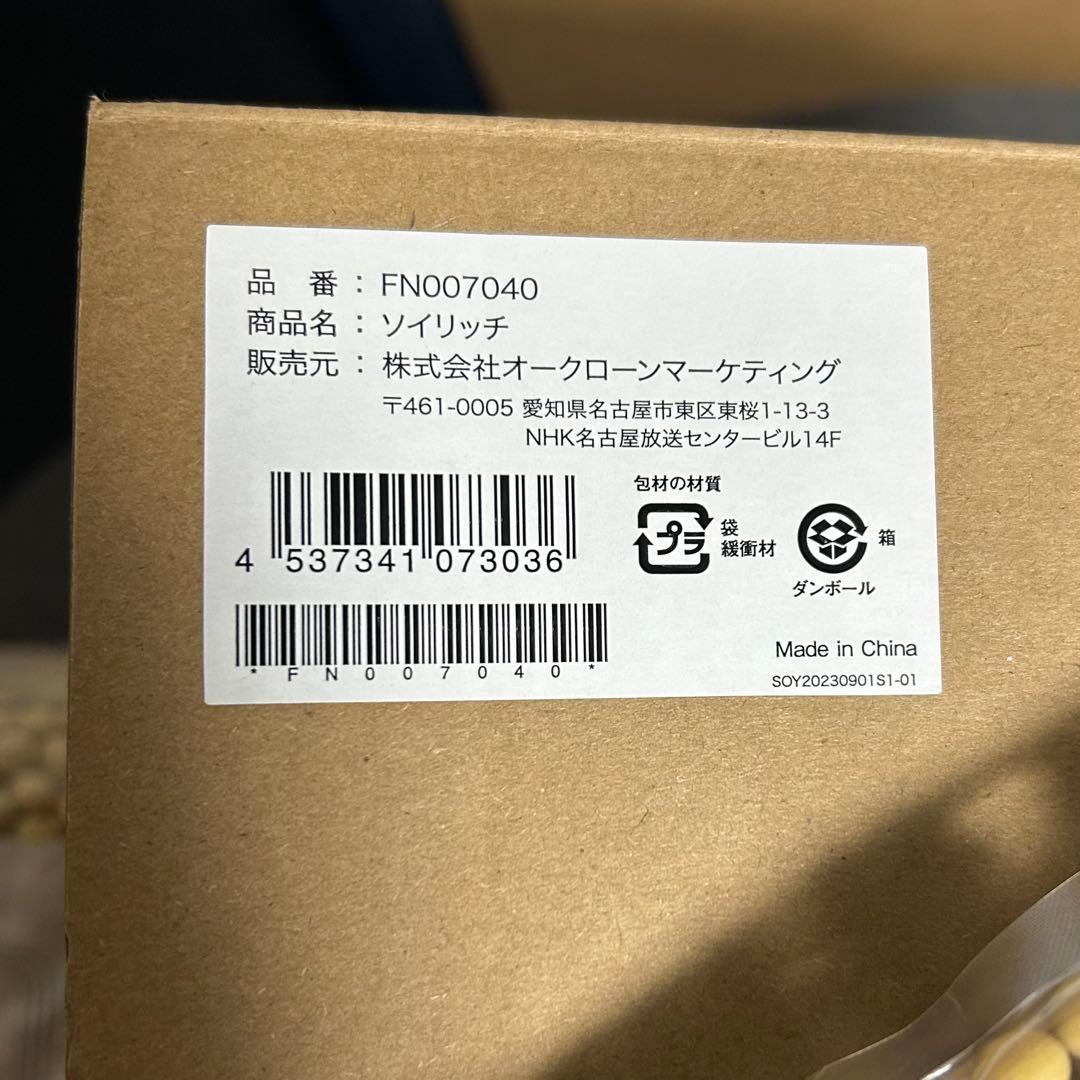 品 番 : FN007040
商品名 : ソイリッチ
販売元 : 株式会社オークローンマーケティング
〒461-0005 愛知県名古屋市東区東桜1-13-3
NHK名古屋放送センタービル14F
包材の材質
プラ 袋 緩衝材
箱
ダンボール
4 537341 073036
*FN007040*
Made in China
SOY20230901S1-01